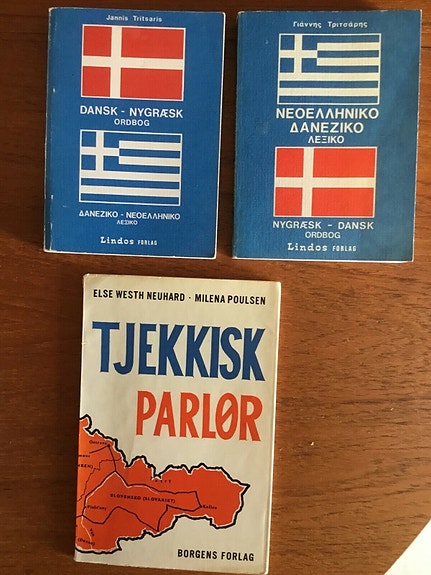 Jannis Tritsaris
DANSK - NYGRÆSK
ORDBOG
ΔΑΝΕΖΙΚΟ - ΝΕΟΕΛΛΗΝΙΚΟ
ΛΕΞΙΚΟ
Lindos FORLAG
Γιάννης Τριτσάρης
ΝΕΟΕΛΛΗΝΙΚΟ
ΔΑΝΕΖΙΚΟ
ΛΕΞΙΚΟ
NYGRÆSK - DANSK
ORDBOG
Lindos FORLAG
ELSE WESTH NEUHARD · MILENA POULSEN
TJEKKISK
PARLØR
SLOVENSKO (SLOVAKIET)
BORGENS FORLAG